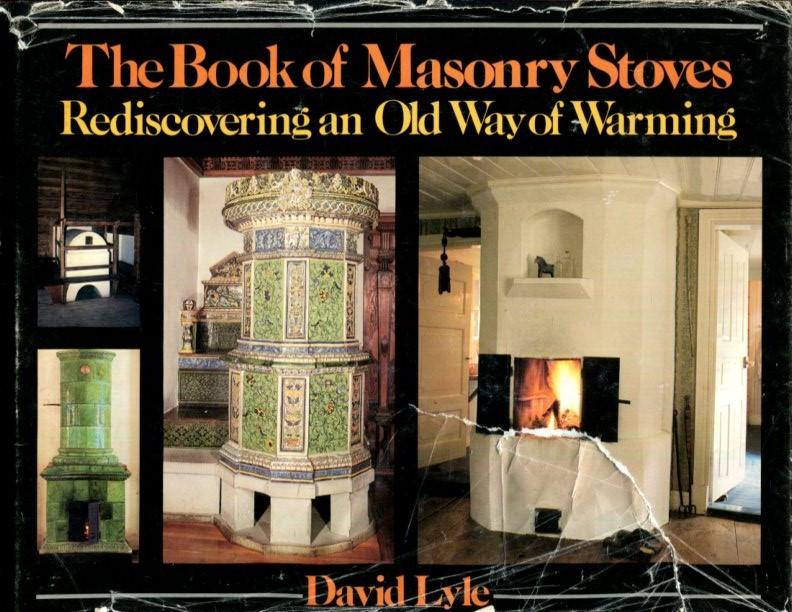 The Book of Masonry Stoves
Rediscovering an Old Way of Warming
David Lyle